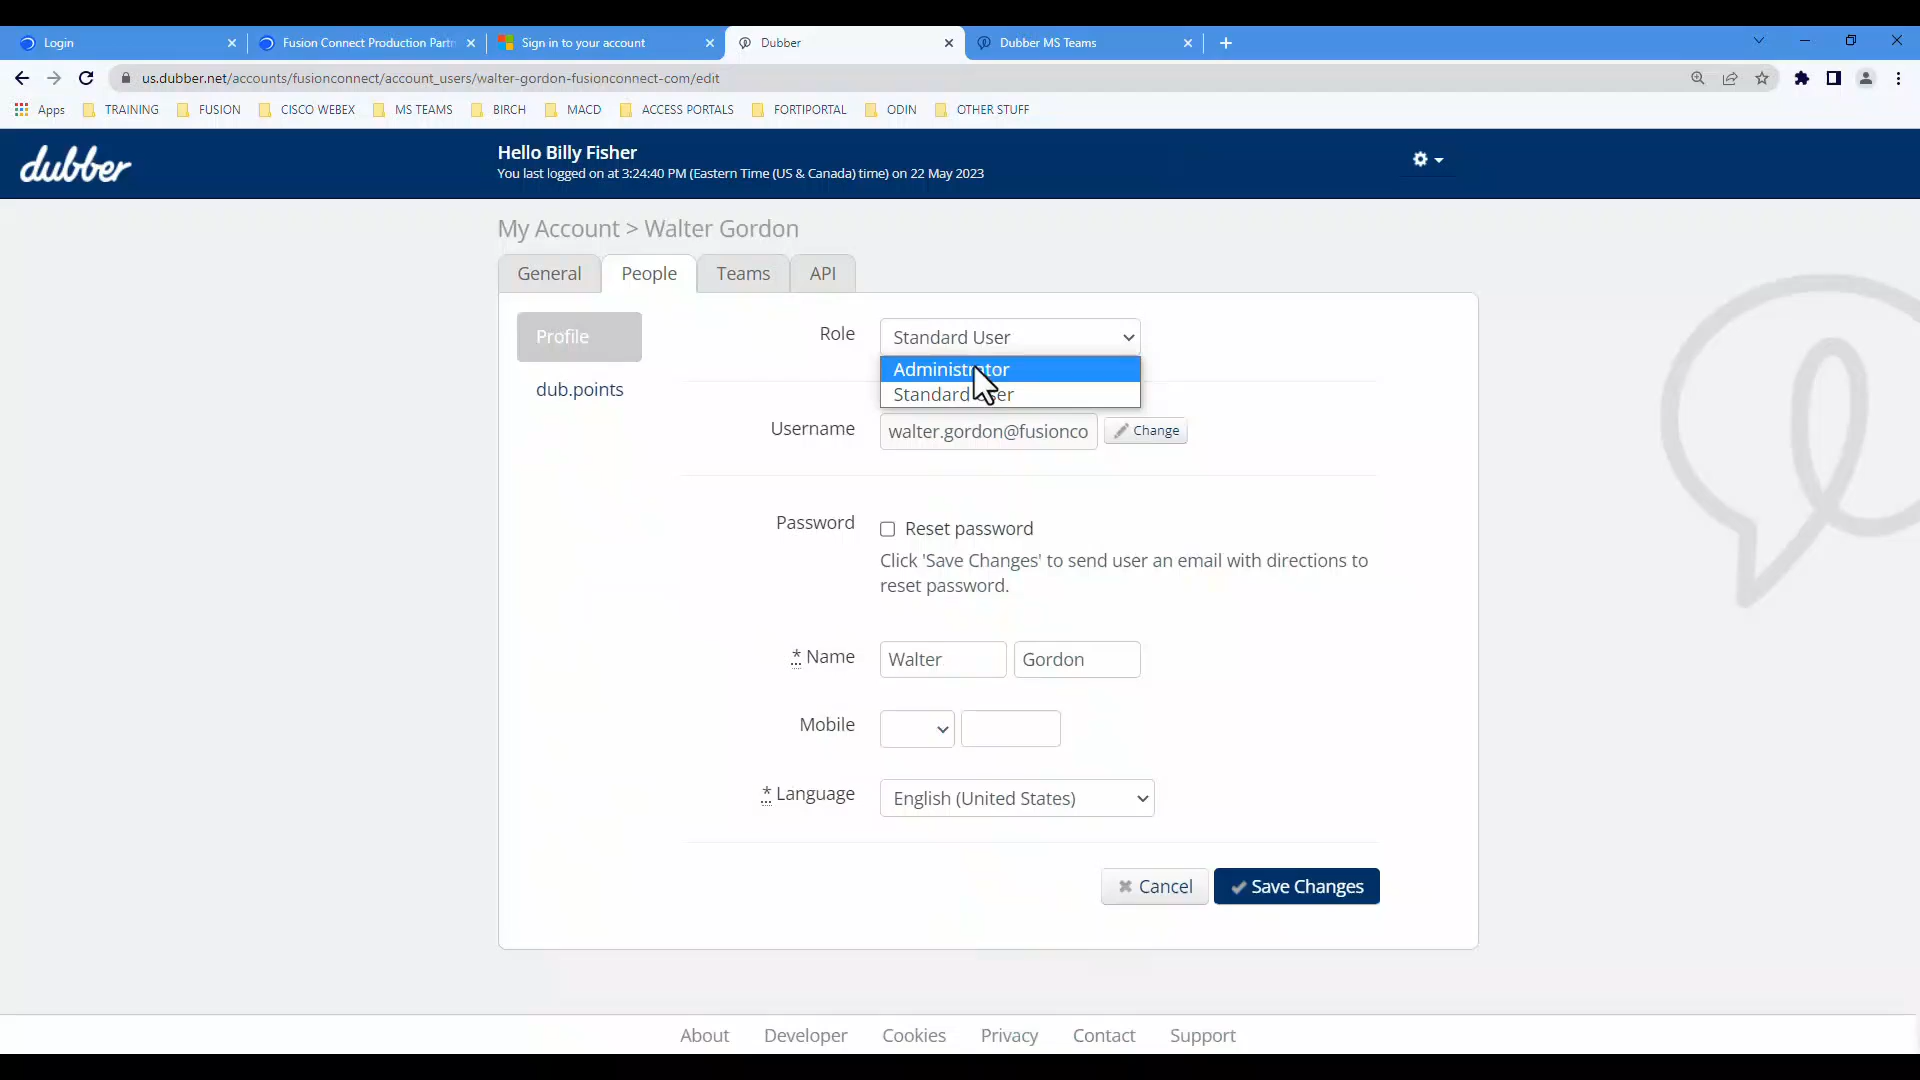 Login
Fusion Connect Production Partn
Sign in to your account
Dubber
Dubber MS Teams
us.dubber.net/accounts/fusionconnect/account_users/walter-gordon-fusionconnect-com/edit
Apps TRAINING FUSION CISCO WEBEX MS TEAMS BIRCH MACD ACCESS PORTALS FORTIPORTAL ODIN OTHER STUFF
dubber
Hello Billy Fisher
You last logged on at 3:24:40 PM (Eastern Time (US & Canada) time) on 22 May 2023
My Account > Walter Gordon
General People Teams API
Profile
dub.points
Role Standard User
Administrator
Standard User
Username walter.gordon@fusionco Change
Password Reset password
Click 'Save Changes' to send user an email with directions to
reset password.
* Name Walter Gordon
Mobile
* Language English (United States)
Cancel Save Changes
About Developer Cookies Privacy Contact Support